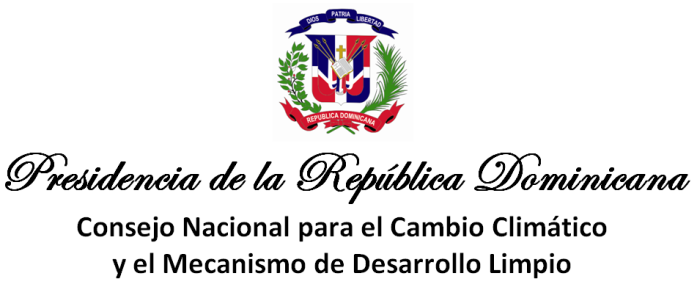 DIOS PATRIA LIBERTAD
REPUBLICA DOMINICANA
Presidencia de la República Dominicana
Consejo Nacional para el Cambio Climático
y el Mecanismo de Desarrollo Limpio